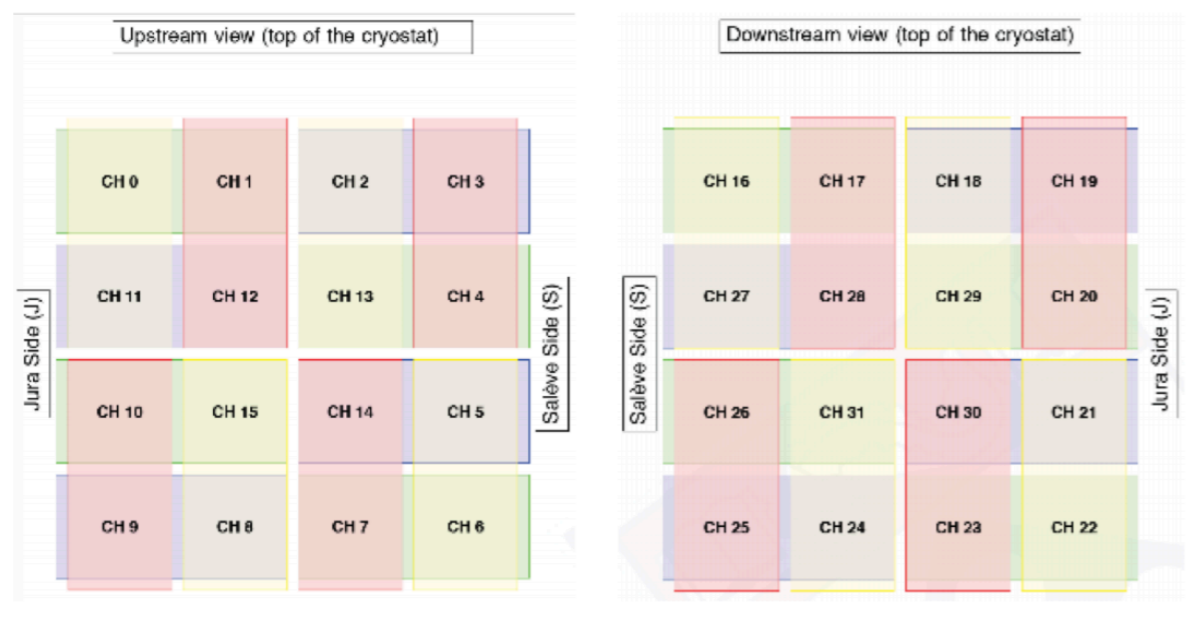 Upstream view (top of the cryostat)
CH 0 CH 1 CH 2 CH 3
CH 11 CH 12 CH 13 CH 4
CH 10 CH 15 CH 14 CH 5
CH 9 CH 8 CH 7 CH 6
Jura Side (J)
Salève Side (S)
Downstream view (top of the cryostat)
CH 16 CH 17 CH 18 CH 19
CH 27 CH 28 CH 29 CH 20
CH 26 CH 31 CH 30 CH 21
CH 25 CH 24 CH 23 CH 22
Salève Side (S)
Jura Side (J)